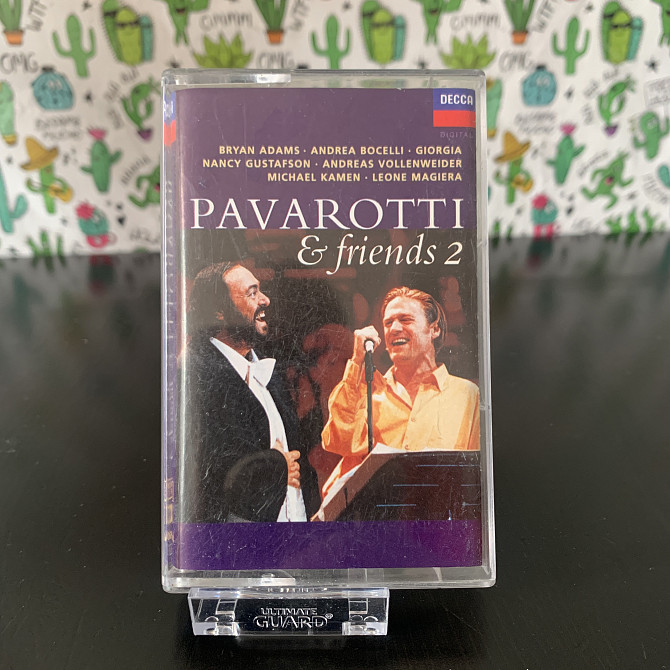 DECCA
DIGITAL
BRYAN ADAMS · ANDREA BOCELLI · GIORGIA
NANCY GUSTAFSON · ANDREAS VOLLENWEIDER
MICHAEL KAMEN · LEONE MAGIERA
PAVAROTTI
& friends 2
ULTIMATE
GUARD®
OMG